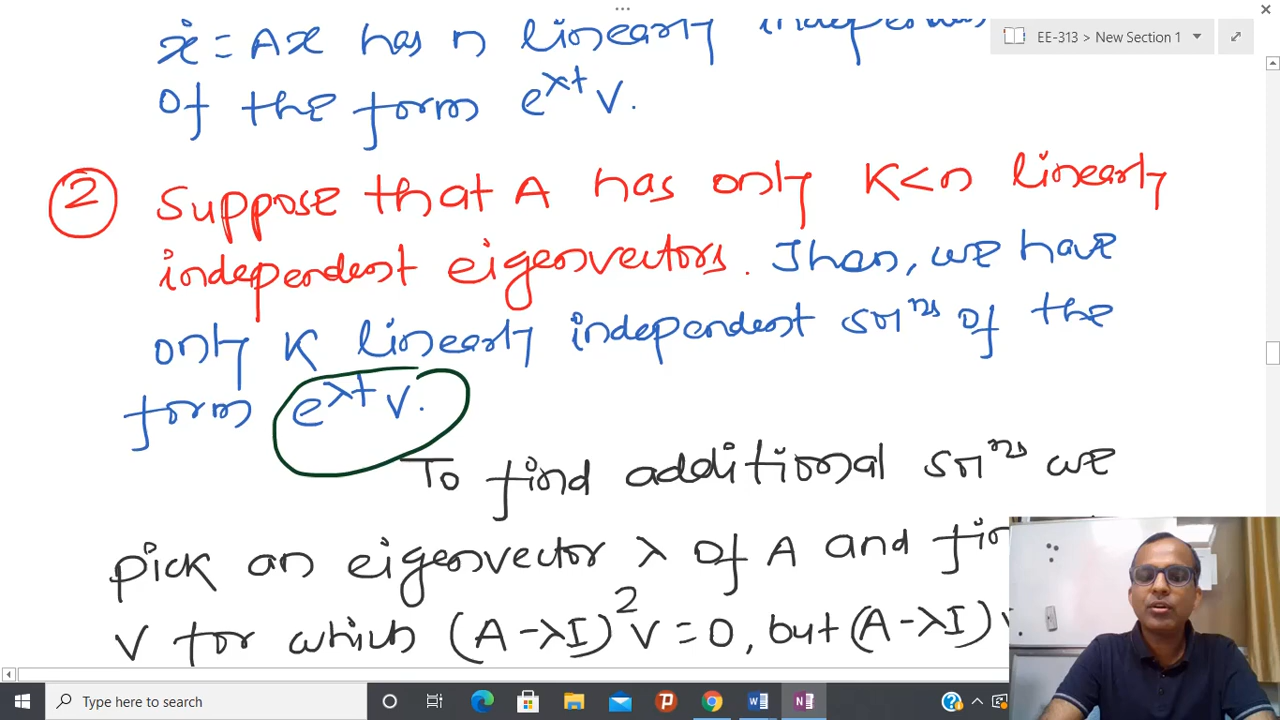 EE-313 > New Section 1
ẋ = Ax has n linearly
of the form e^λt v.
② Suppose that A has only K<n linearly
independent eigenvectors. Then, we have
only K linearly independent sol^ns of the
form e^λt v.
To find additional sol^ns we
pick an eigenvector λ of A and
v for which (A-λI)^2 v = 0, but (A-λI)
Type here to search